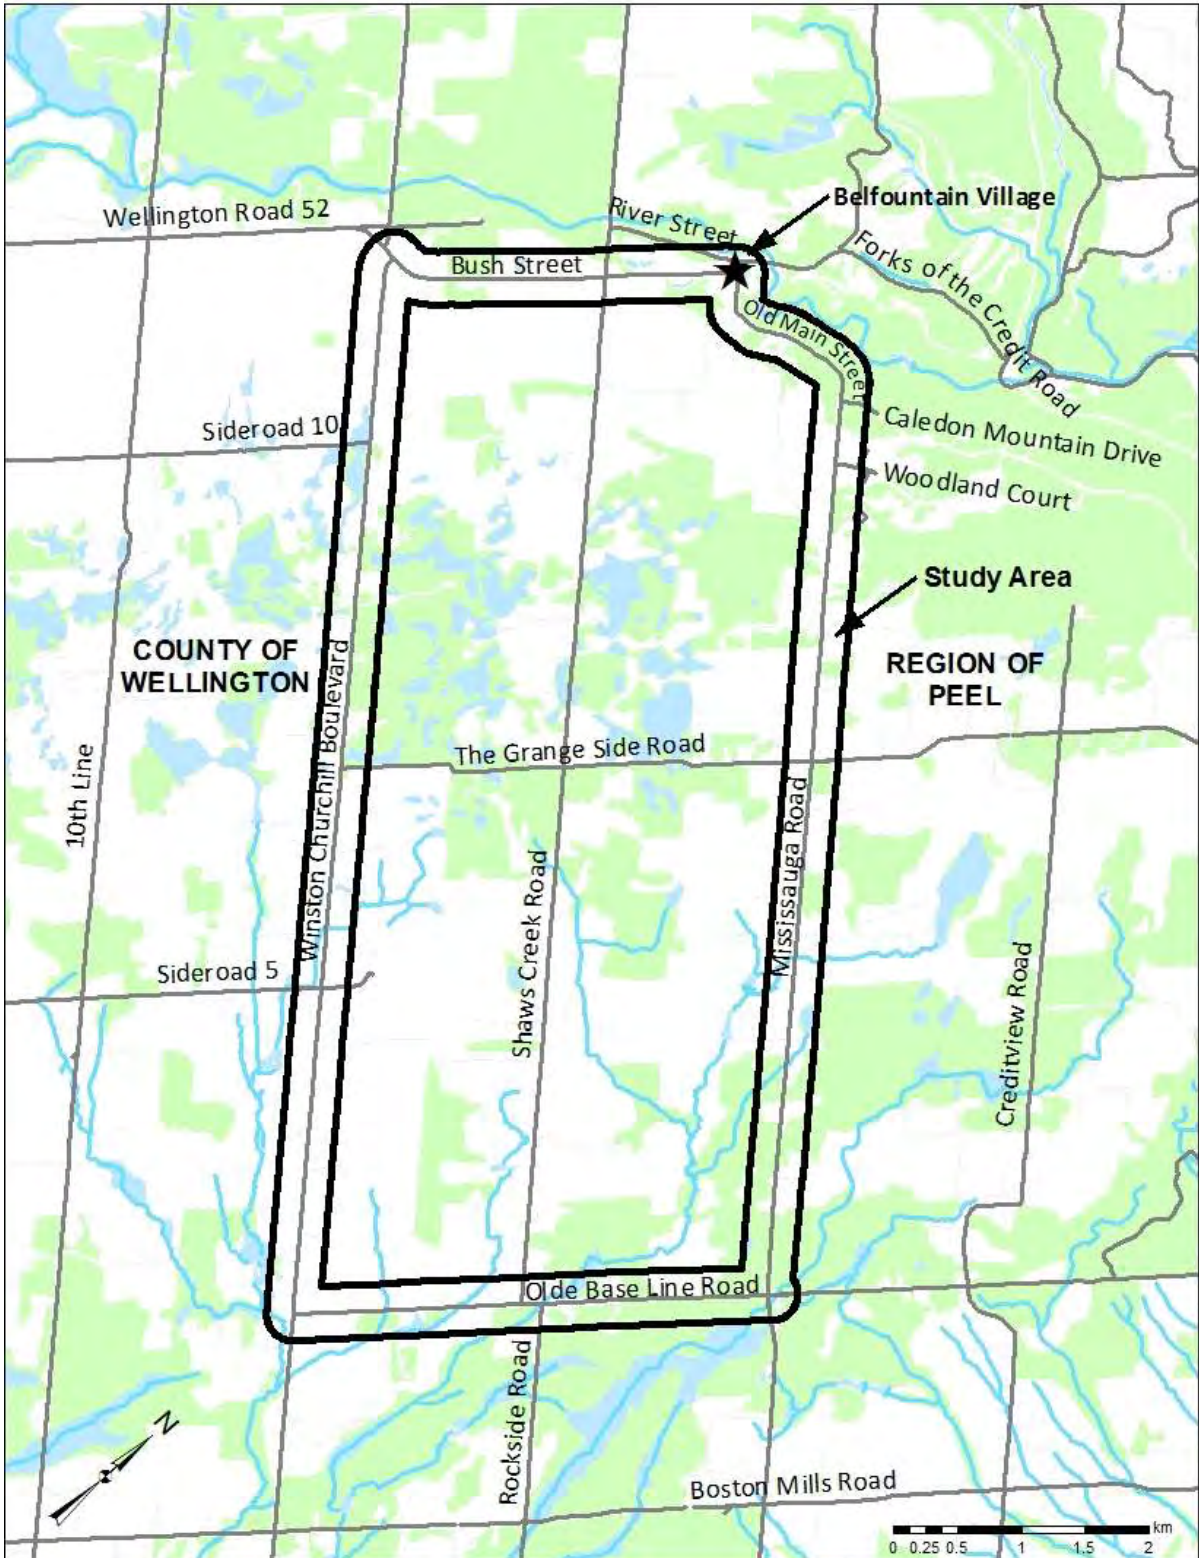 Belfountain Village
Wellington Road 52
River Street
Bush Street
Forks of the Credit Road
Old Main Street
Caledon Mountain Drive
Sideroad 10
Woodland Court
Study Area
COUNTY OF
WELLINGTON
REGION OF
PEEL
Winston Churchill Boulevard
The Grange Side Road
10th Line
Mississauga Road
Shaws Creek Road
Sideroad 5
Creditview Road
Olde Base Line Road
Rockside Road
N
Boston Mills Road
km
0 0.25 0.5 1 1.5 2